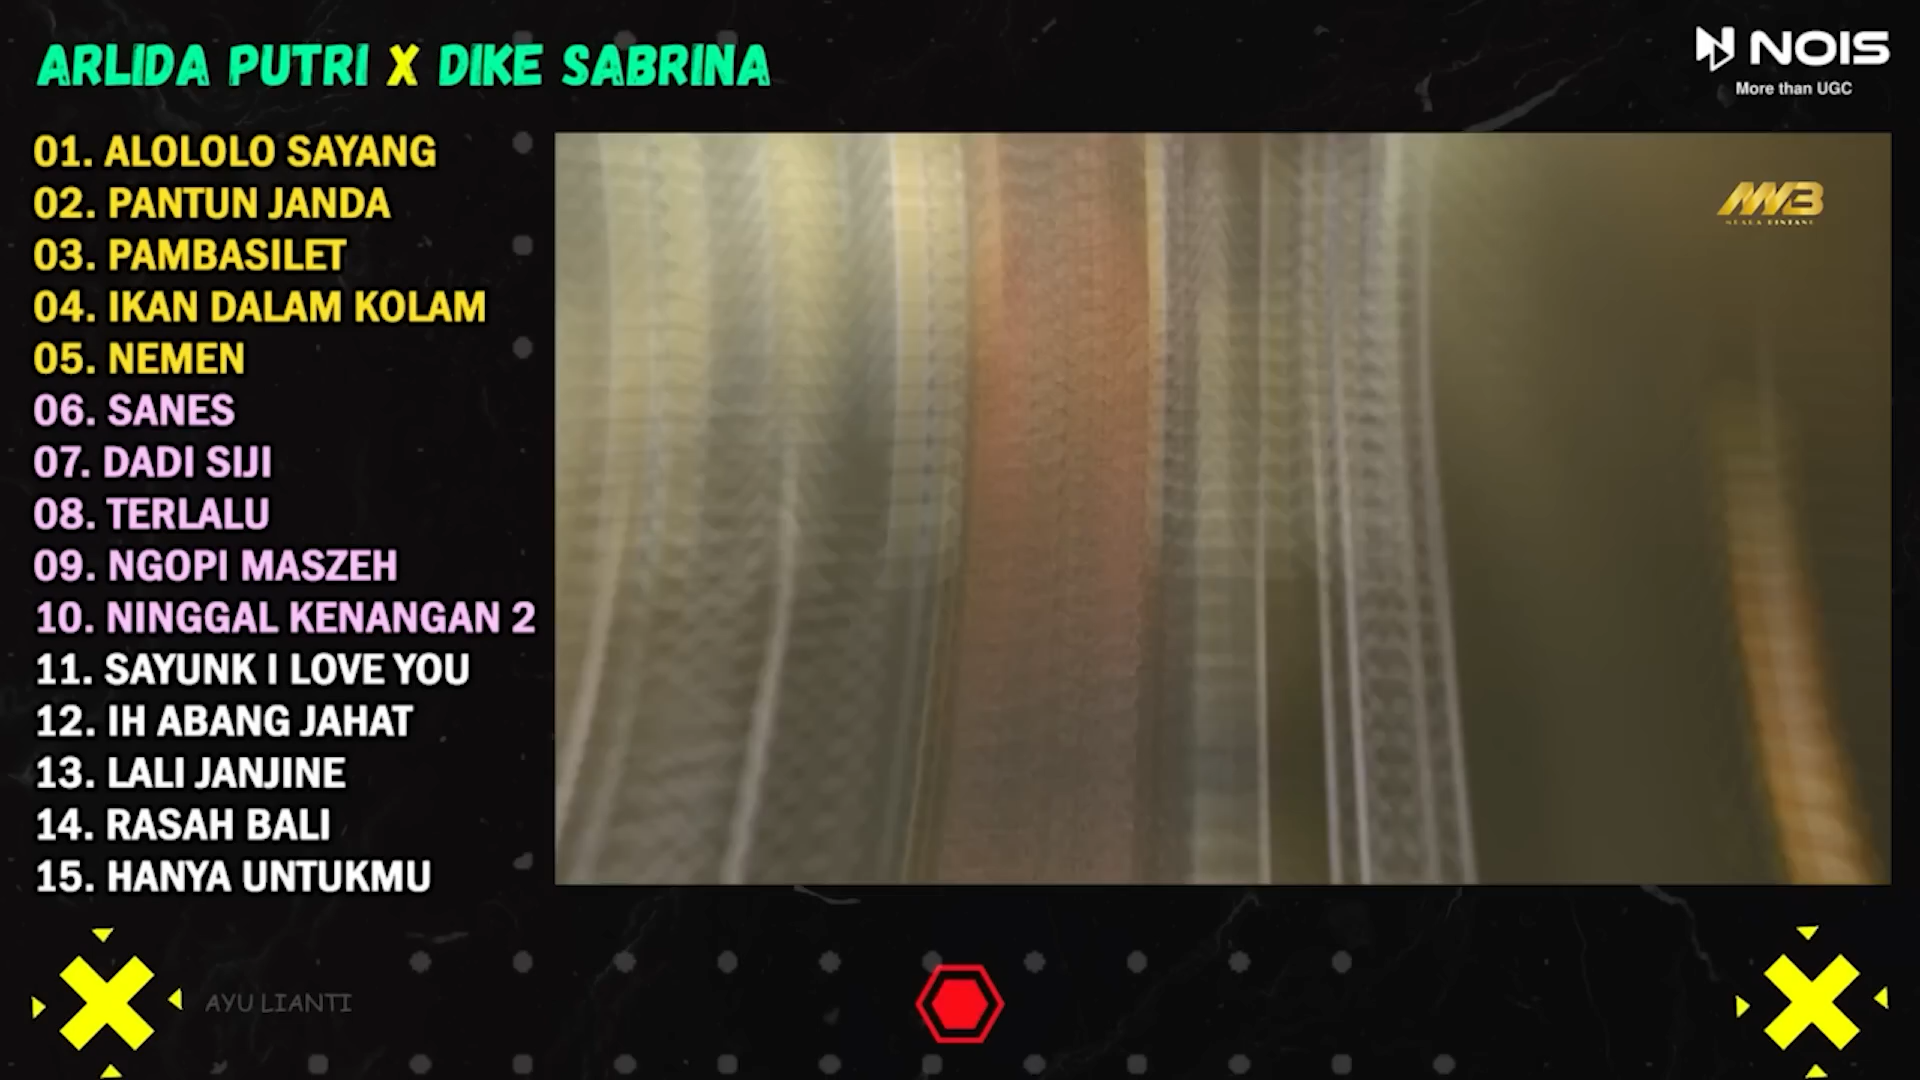 ARLIDA PUTRI X DIKE SABRINA
NOIS
More than UGC
01. ALOLOLO SAYANG
02. PANTUN JANDA
03. PAMBASILET
04. IKAN DALAM KOLAM
05. NEMEN
06. SANES
07. DADI SIJI
08. TERLALU
09. NGOPI MASZEH
10. NINGGAL KENANGAN 2
11. SAYUNK I LOVE YOU
12. IH ABANG JAHAT
13. LALI JANJINE
14. RASAH BALI
15. HANYA UNTUKMU
AYU LIANTI